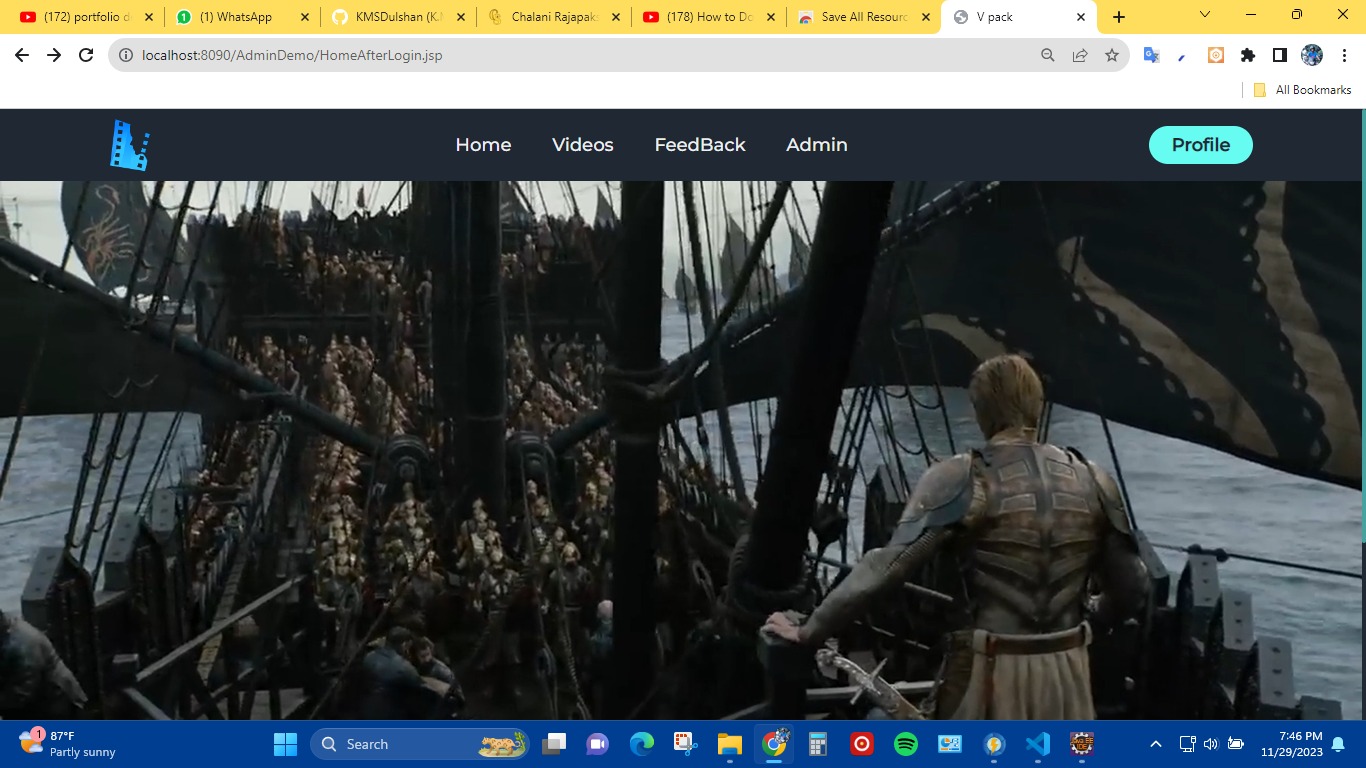 (172) portfolio d
(1) WhatsApp
KMSDulshan (K.M
Chalani Rajapaks
(178) How to Do
Save All Resourc
V pack
localhost:8090/AdminDemo/HomeAfterLogin.jsp
All Bookmarks
Home Videos FeedBack Admin Profile
1
87°F
Partly sunny
Search
7:46 PM
11/29/2023